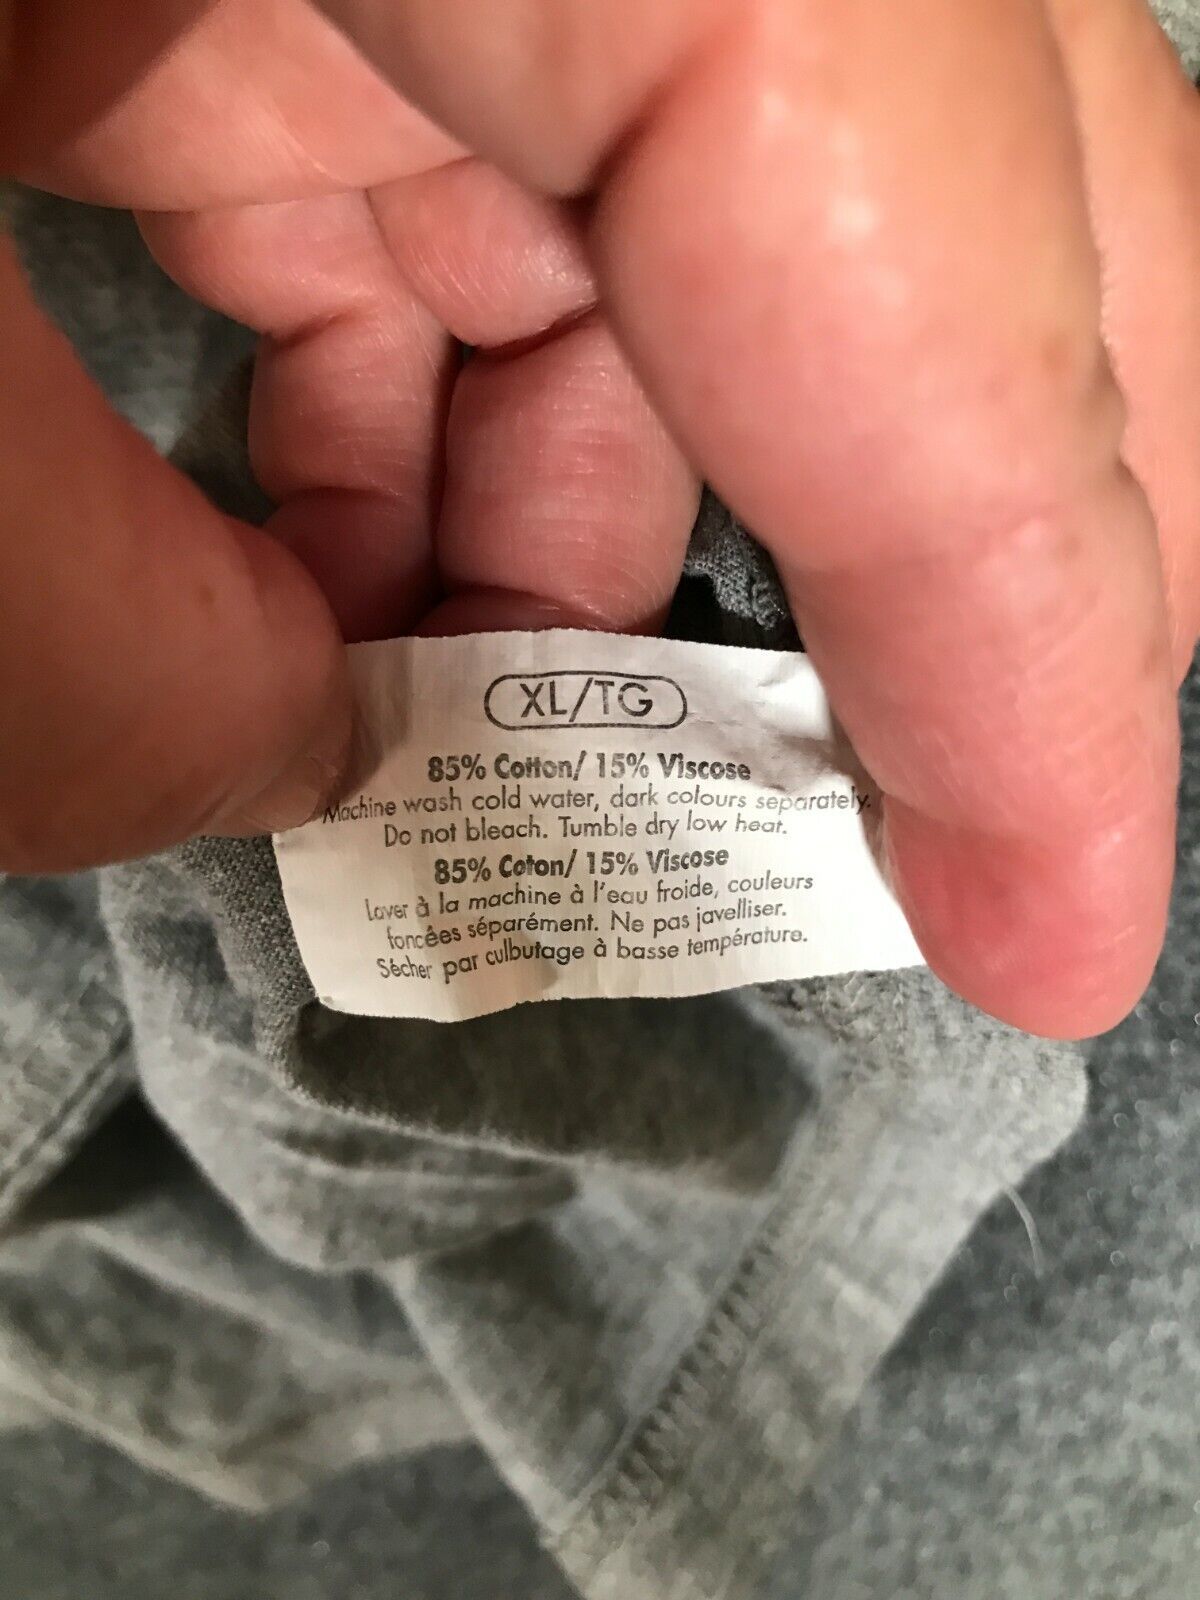 XL/TG
85% Cotton/ 15% Viscose
Machine wash cold water, dark colours separately.
Do not bleach. Tumble dry low heat.
85% Coton/ 15% Viscose
Laver à la machine à l'eau froide, couleurs
foncées séparément. Ne pas javelliser.
Sécher par culbutage à basse température.